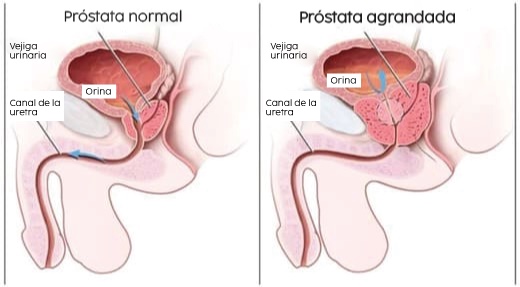 Próstata normal
Vejiga
urinaria
Orina
Canal de la
uretra
Próstata agrandada
Vejiga
urinaria
Orina
Canal de la
uretra